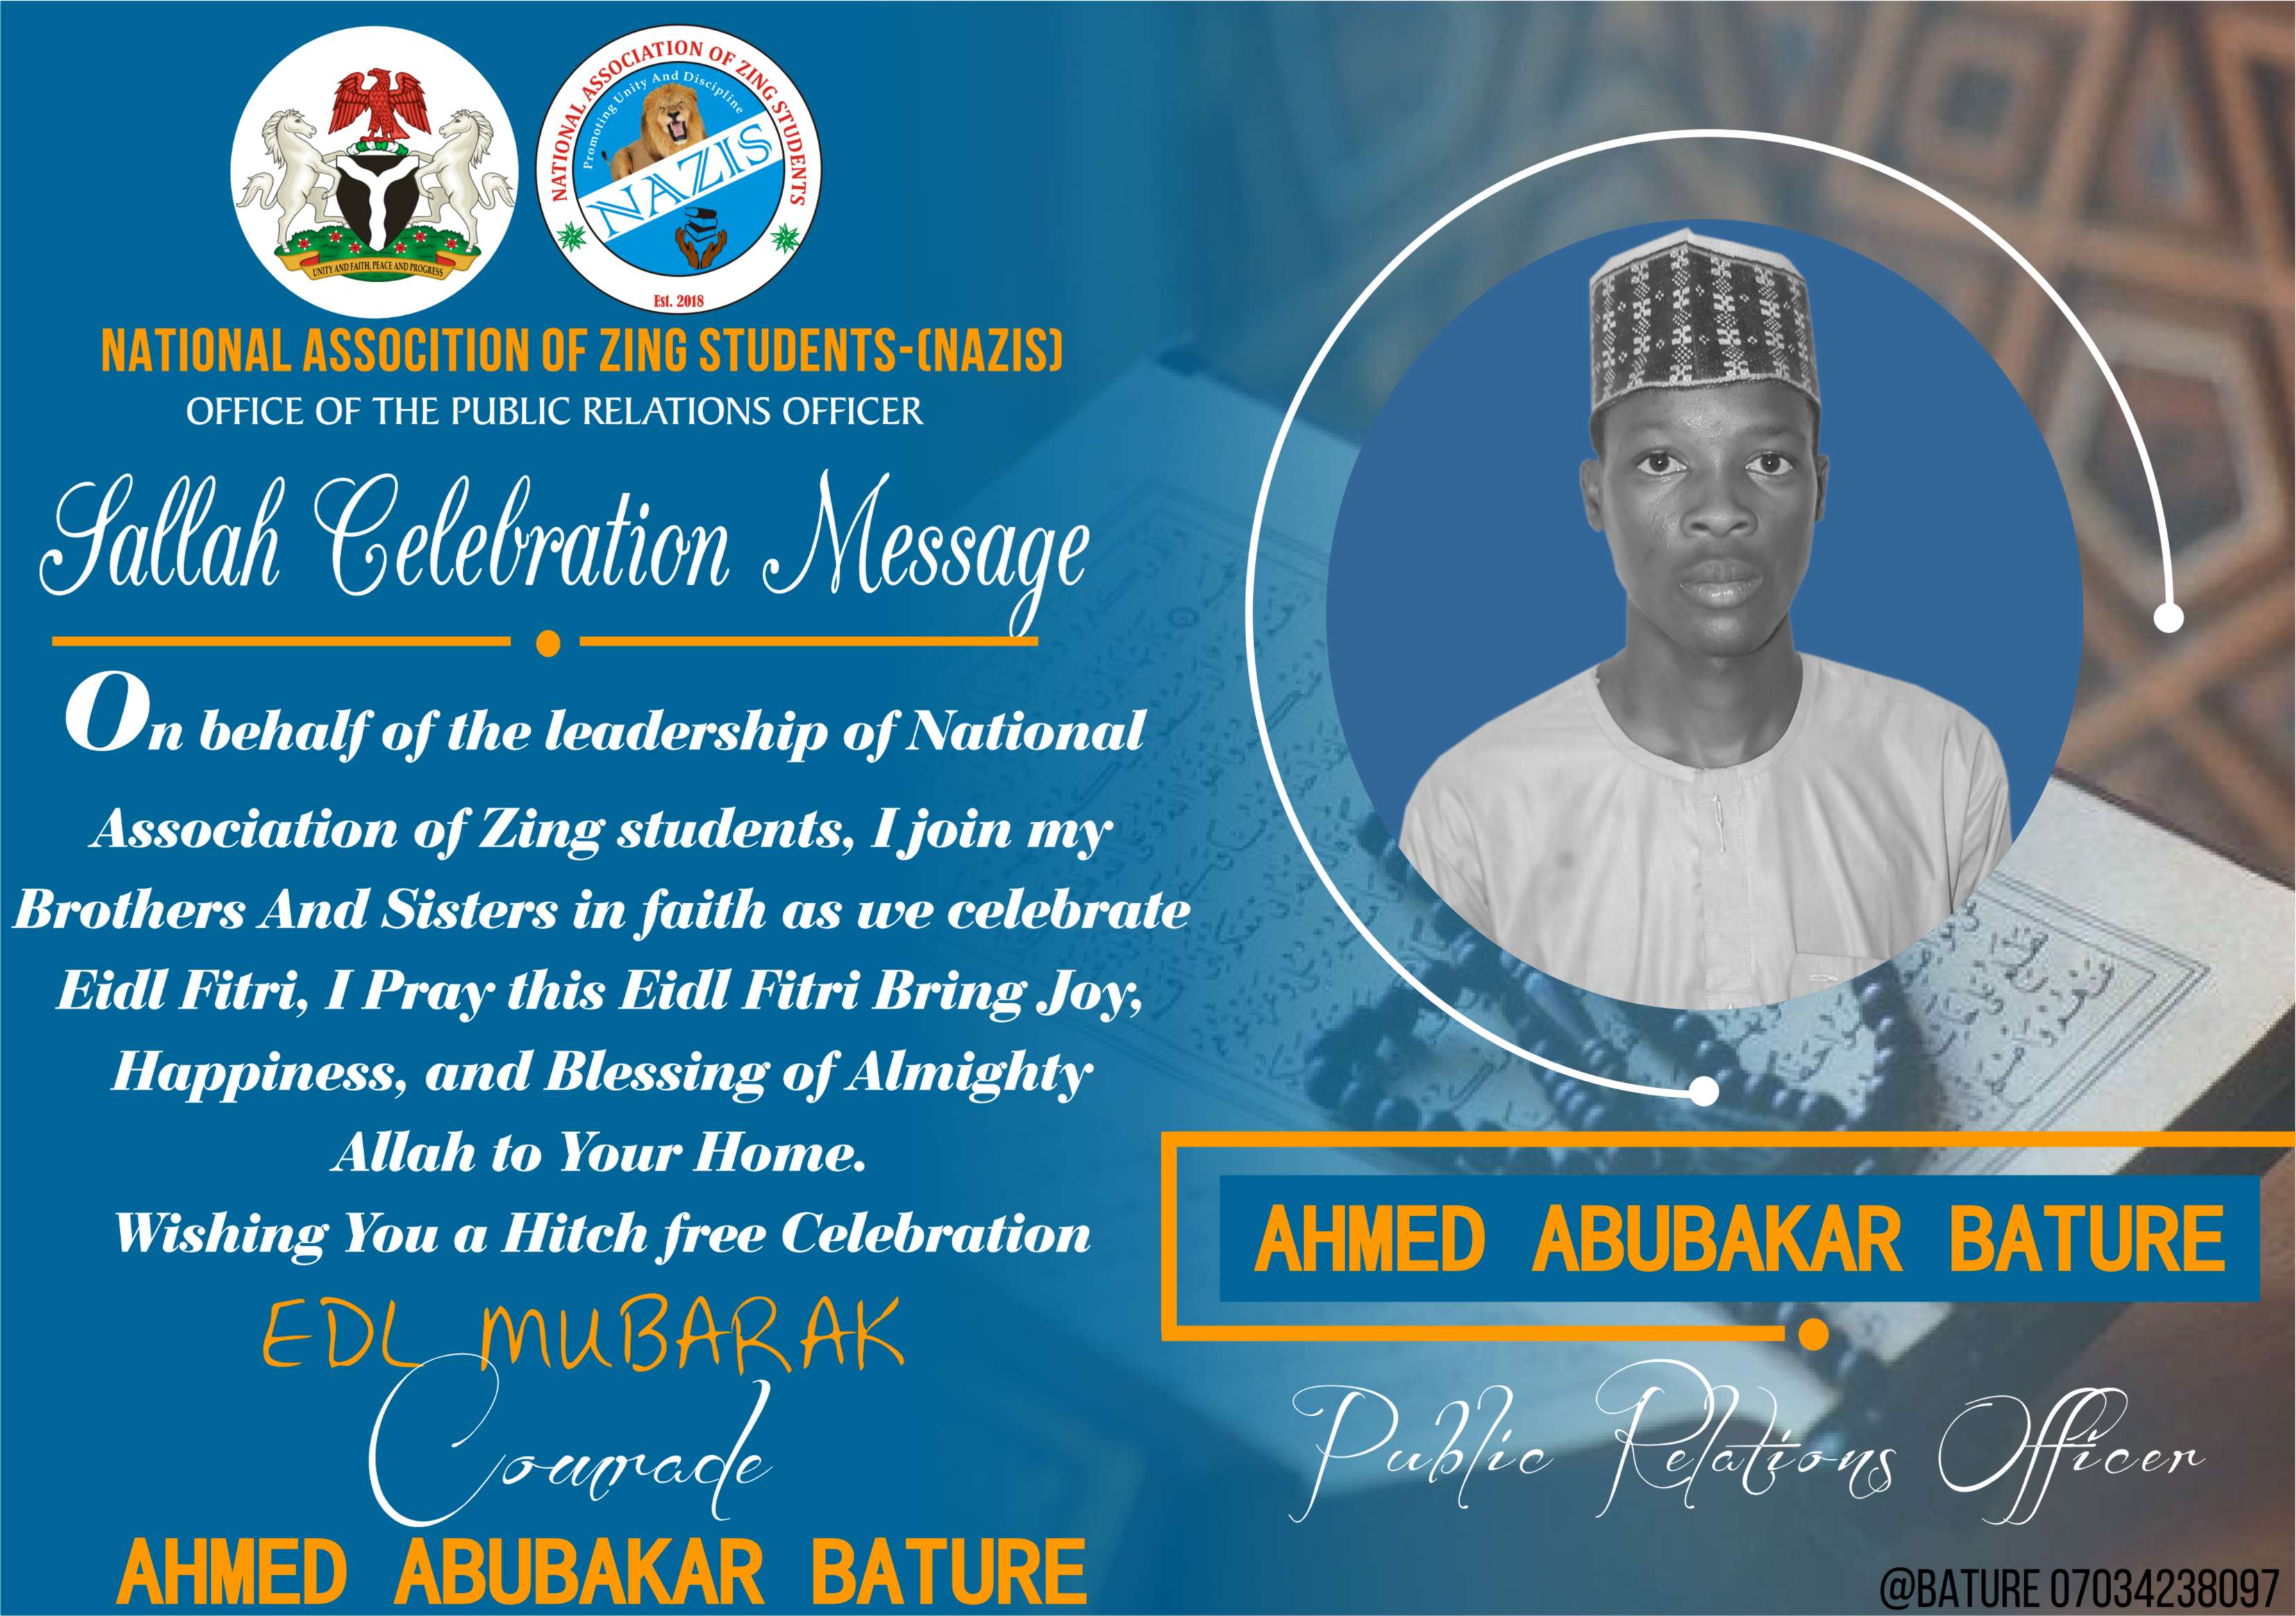 UNITY AND FAITH, PEACE AND PROGRESS
NATIONAL ASSOCIATION OF ZING STUDENTS
Promoting Unity And Discipline
NAZIS
Est. 2018
NATIONAL ASSOCITION OF ZING STUDENTS-(NAZIS)
OFFICE OF THE PUBLIC RELATIONS OFFICER
Sallah Celebration Message
On behalf of the leadership of National
Association of Zing students, I join my
Brothers And Sisters in faith as we celebrate
Eidl Fitri, I Pray this Eidl Fitri Bring Joy,
Happiness, and Blessing of Almighty
Allah to Your Home.
Wishing You a Hitch free Celebration
EDL MUBARAK
Comrade
AHMED ABUBAKAR BATURE
AHMED ABUBAKAR BATURE
Public Relations Officer
@BATURE 07034238097